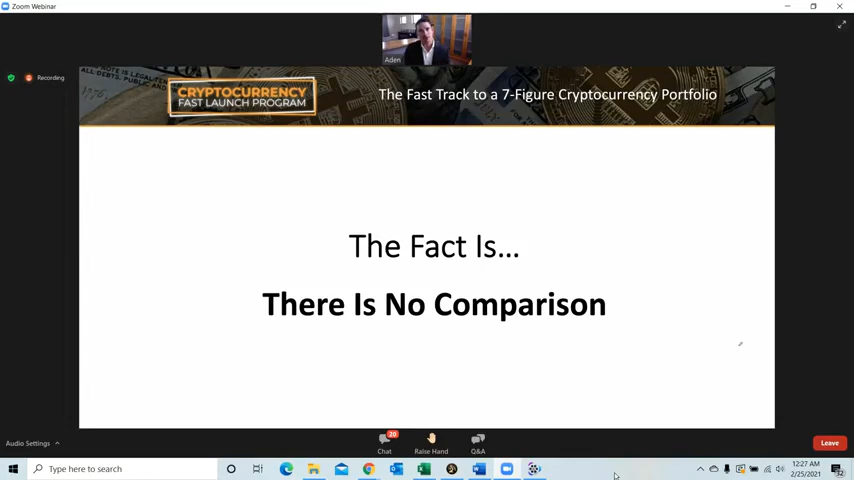 Zoom Webinar
Aden
Recording
CRYPTOCURRENCY
FAST LAUNCH PROGRAM
The Fast Track to a 7-Figure Cryptocurrency Portfolio
The Fact Is...
There Is No Comparison
Audio Settings
20
Chat
Raise Hand
Q&A
Leave
Type here to search
12:27 AM
2/25/2021
32